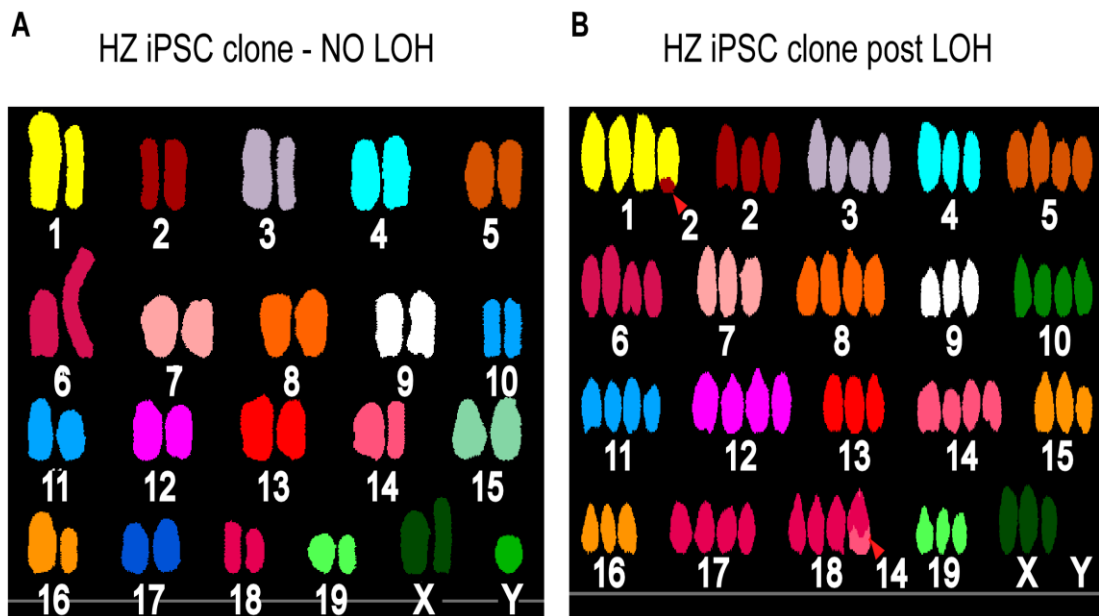 A
HZ iPSC clone - NO LOH
1 2 3 4 5
6 7 8 9 10
11 12 13 14 15
16 17 18 19 X Y
B
HZ iPSC clone post LOH
1 2 2 3 4 5
6 7 8 9 10
11 12 13 14 15
16 17 18 14 19 X Y